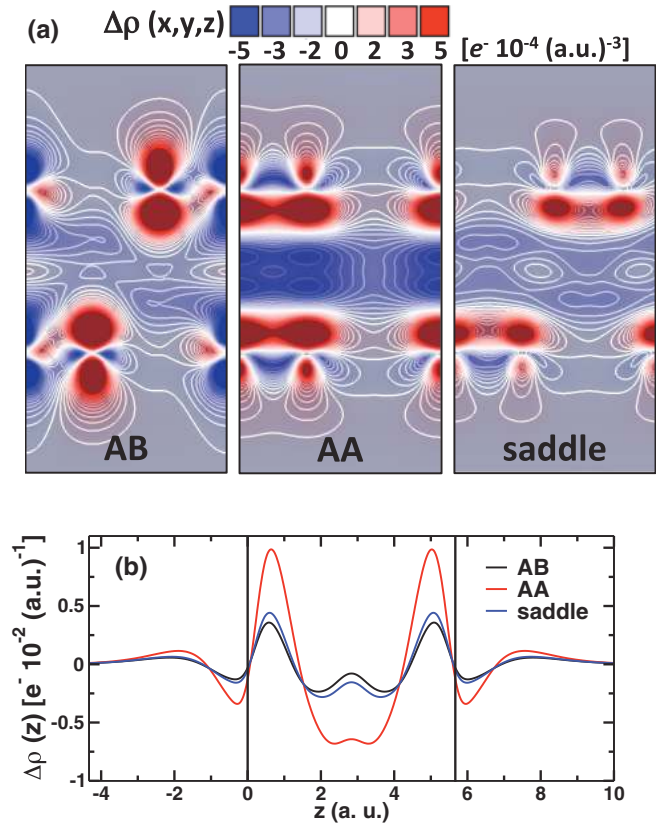 (a) Δρ (x,y,z) [e⁻ 10⁻⁴ (a.u.)⁻³]
-5 -3 -2 0 2 3 5
AB AA saddle
(b)
AB
AA
saddle
Δρ (z) [e⁻ 10⁻² (a.u.)⁻¹]
1
0.5
0
-0.5
-1
-4 -2 0 2 4 6 8 10
z (a. u.)